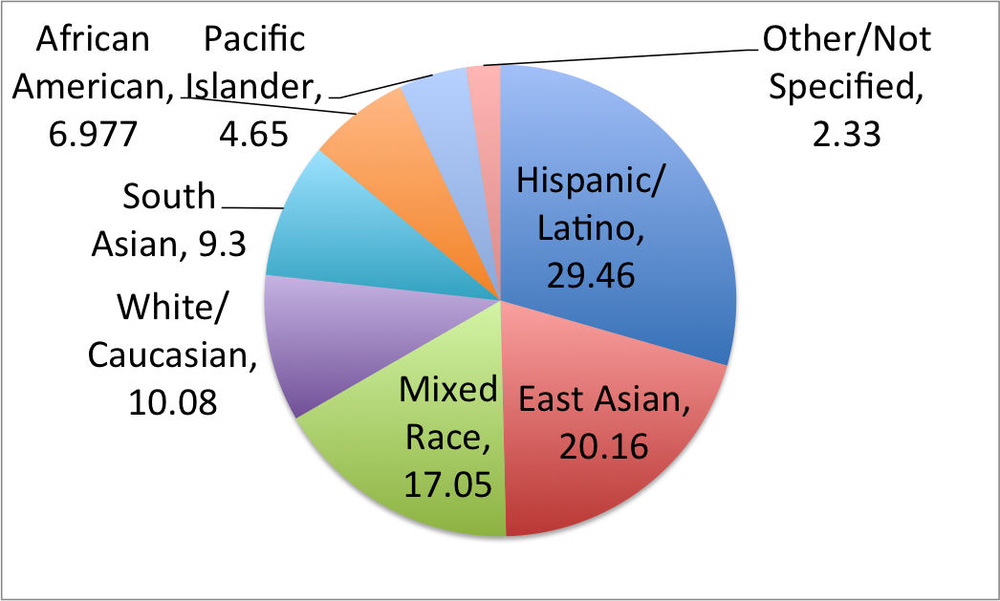 African
American,
6.977
Pacific
Islander,
4.65
Other/Not
Specified,
2.33
Hispanic/
Latino,
29.46
South
Asian, 9.3
White/
Caucasian,
10.08
Mixed
Race,
17.05
East Asian,
20.16